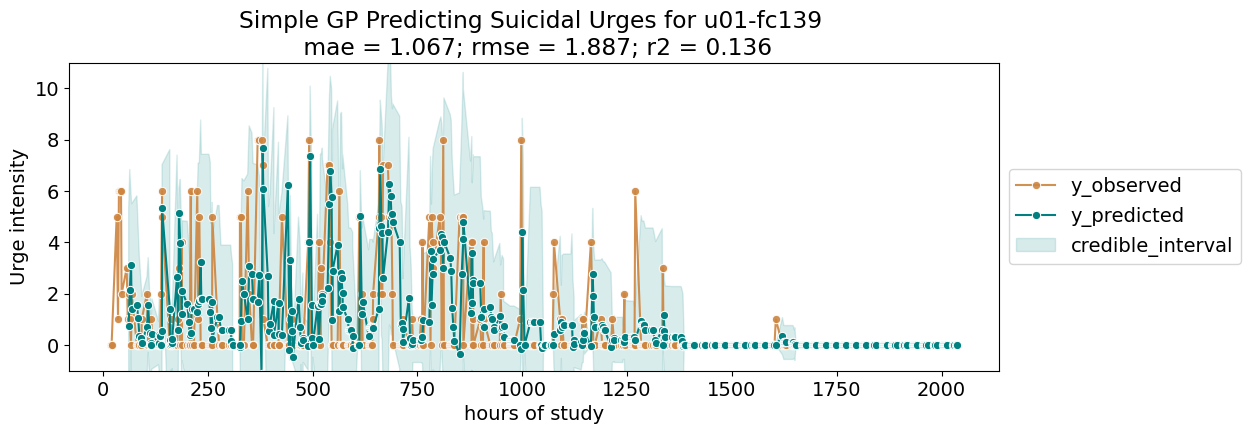 Simple GP Predicting Suicidal Urges for u01-fc139
mae = 1.067; rmse = 1.887; r2 = 0.136
Urge intensity
10
8
6
4
2
0
0 250 500 750 1000 1250 1500 1750 2000
hours of study
y_observed
y_predicted
credible_interval